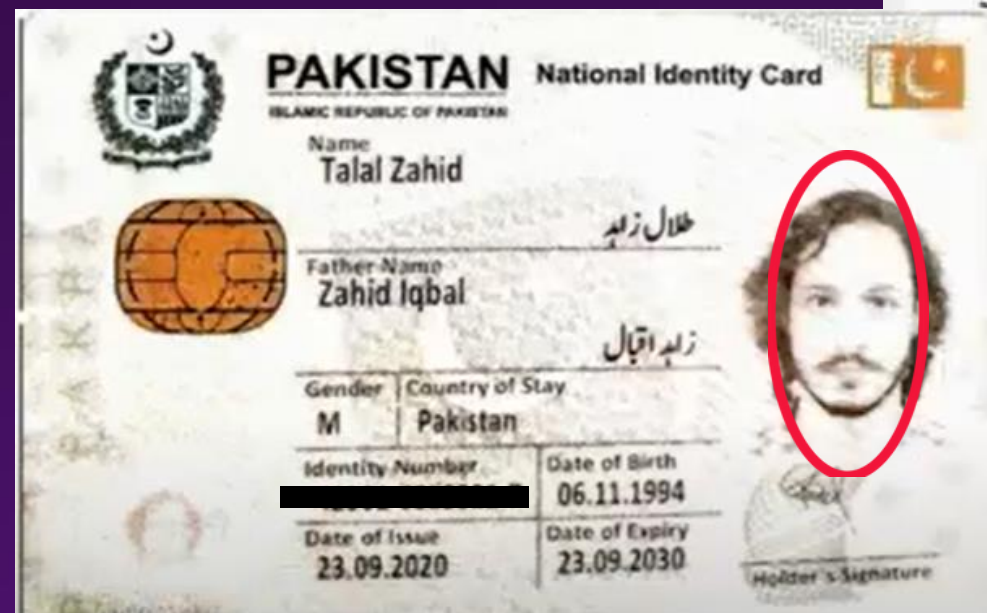 PAKISTAN National Identity Card
ISLAMIC REPUBLIC OF PAKISTAN
Name
Talal Zahid
طلال زاہد
Father Name
Zahid Iqbal
زاہد اقبال
Gender Country of Stay
M Pakistan
Identity Number Date of Birth
06.11.1994
Date of Issue Date of Expiry
23.09.2020 23.09.2030
Holder's Signature